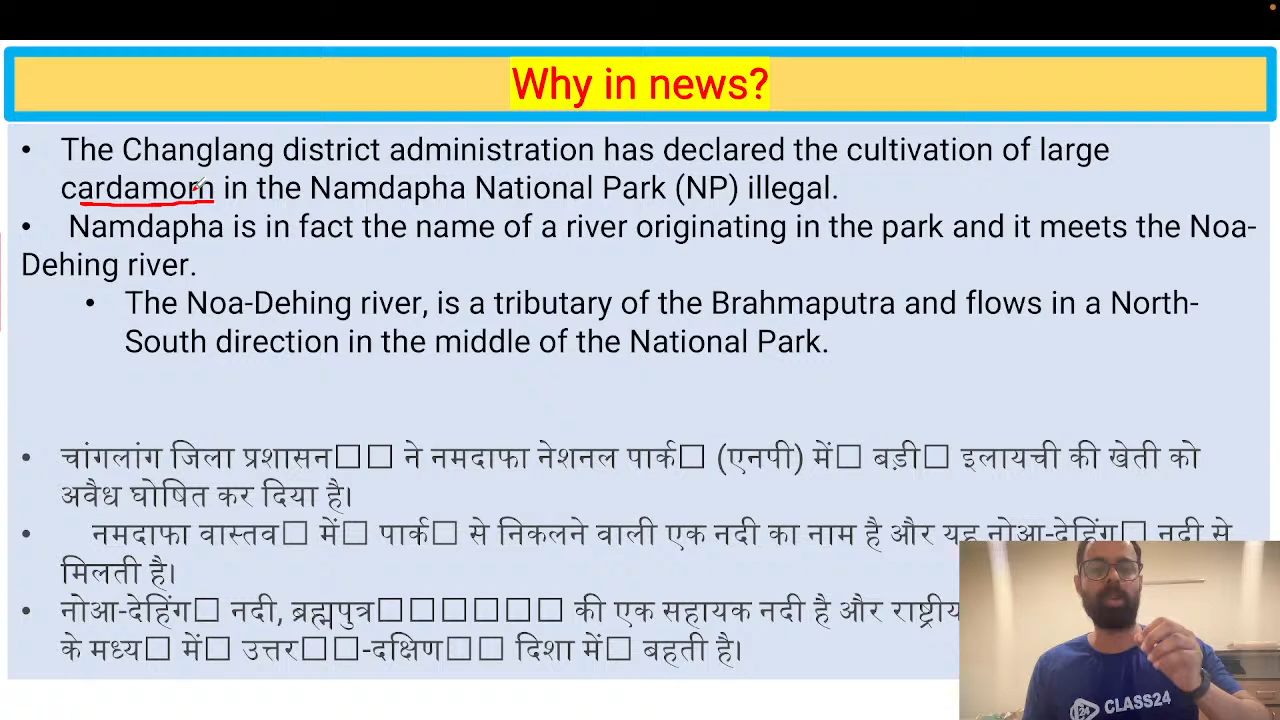 Why in news?
• The Changlang district administration has declared the cultivation of large
cardamom in the Namdapha National Park (NP) illegal.
• Namdapha is in fact the name of a river originating in the park and it meets the Noa-
Dehing river.
• The Noa-Dehing river, is a tributary of the Brahmaputra and flows in a North-
South direction in the middle of the National Park.
• चांगलांग जिला प्रशासन□□ ने नमदाफा नेशनल पार्क□ (एनपी) में□ बड़ी□ इलायची की खेती को
अवैध घोषित कर दिया है।
• नमदाफा वास्तव□ में□ पार्क□ से निकलने वाली एक नदी का नाम है और यह नोआ-देहिंग□ नदी से
मिलती है।
• नोआ-देहिंग□ नदी, ब्रह्मपुत्र□□□□□□ की एक सहायक नदी है और राष्ट्रीय
के मध्य□ में□ उत्तर□□-दक्षिण□□ दिशा में□ बहती है।
24 CLASS24